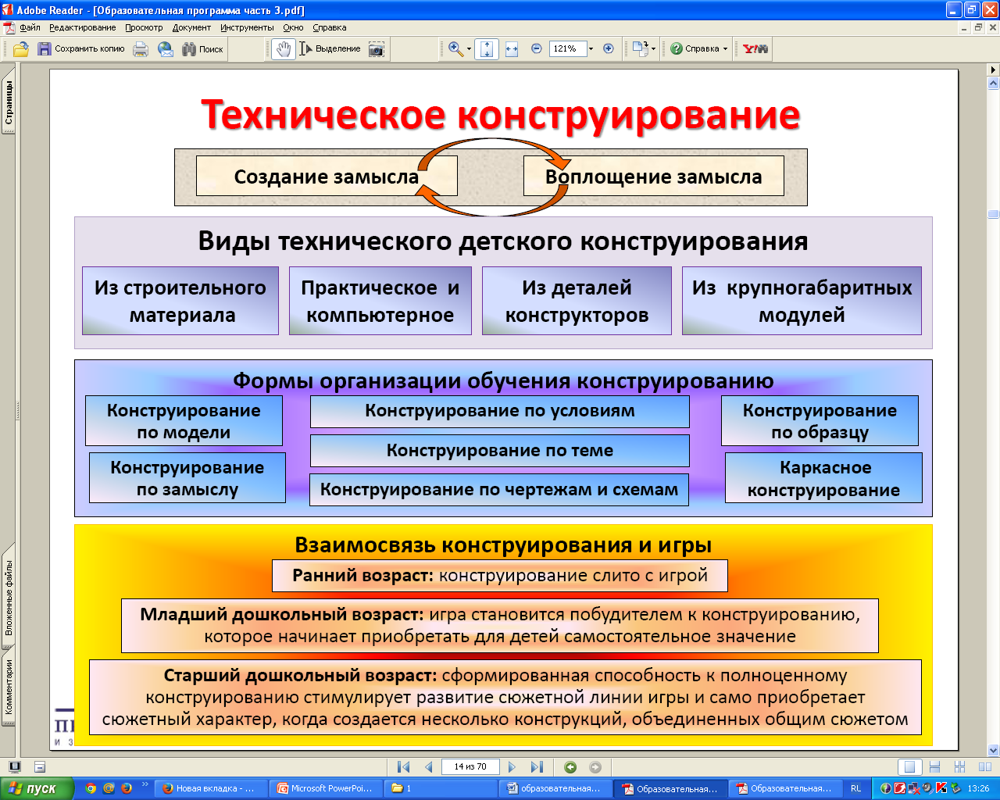 Adobe Reader - [Образовательная программа часть 3.pdf]
Файл Редактирование Просмотр Документ Инструменты Окно Справка
Сохранить копию Поиск Выделение 121% Справка Y!
Страницы
Техническое конструирование
Создание замысла Воплощение замысла
Виды технического детского конструирования
Из строительного
материала
Практическое и
компьютерное
Из деталей
конструкторов
Из крупногабаритных
модулей
Формы организации обучения конструированию
Конструирование
по модели
Конструирование по условиям
Конструирование
по образцу
Конструирование по теме
Конструирование
по замыслу
Конструирование по чертежам и схемам
Каркасное
конструирование
Взаимосвязь конструирования и игры
Ранний возраст: конструирование слито с игрой
Младший дошкольный возраст: игра становится побудителем к конструированию,
которое начинает приобретать для детей самостоятельное значение
Старший дошкольный возраст: сформированная способность к полноценному
конструированию стимулирует развитие сюжетной линии игры и само приобретает
сюжетный характер, когда создается несколько конструкций, объединенных общим сюжетом
Вложенные файлы
Комментарии
14 из 70
пуск
Новая вкладка - ...
Microsoft PowerPoi...
1
образовательная...
Образовательная...
Образовательная...
RL
13:26